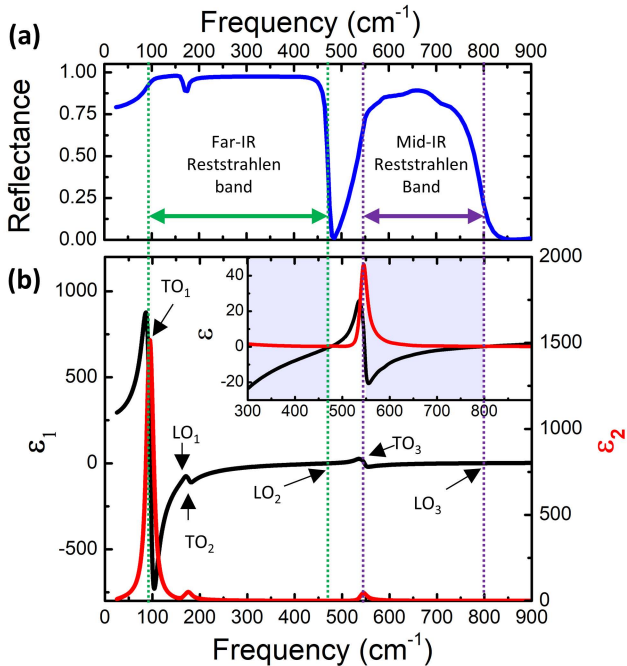 Frequency (cm-1)
(a)
0 100 200 300 400 500 600 700 800 900
1.00
0.75
0.50
0.25
0.00
Reflectance
Far-IR
Reststrahlen
band
Mid-IR
Reststrahlen
Band
(b)
1000
500
0
-500
ε1
2000
1500
1000
500
0
ε2
TO1
LO1
TO2
LO2
TO3
LO3
40
20
0
-20
ε
300 400 500 600 700 800
0 100 200 300 400 500 600 700 800 900
Frequency (cm-1)